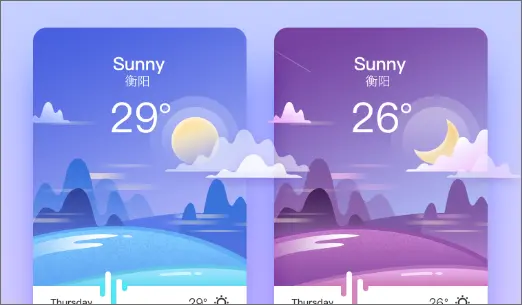 Sunny
衡阳
29°
Thursday 29°
Sunny
衡阳
26°
Thursday 26°